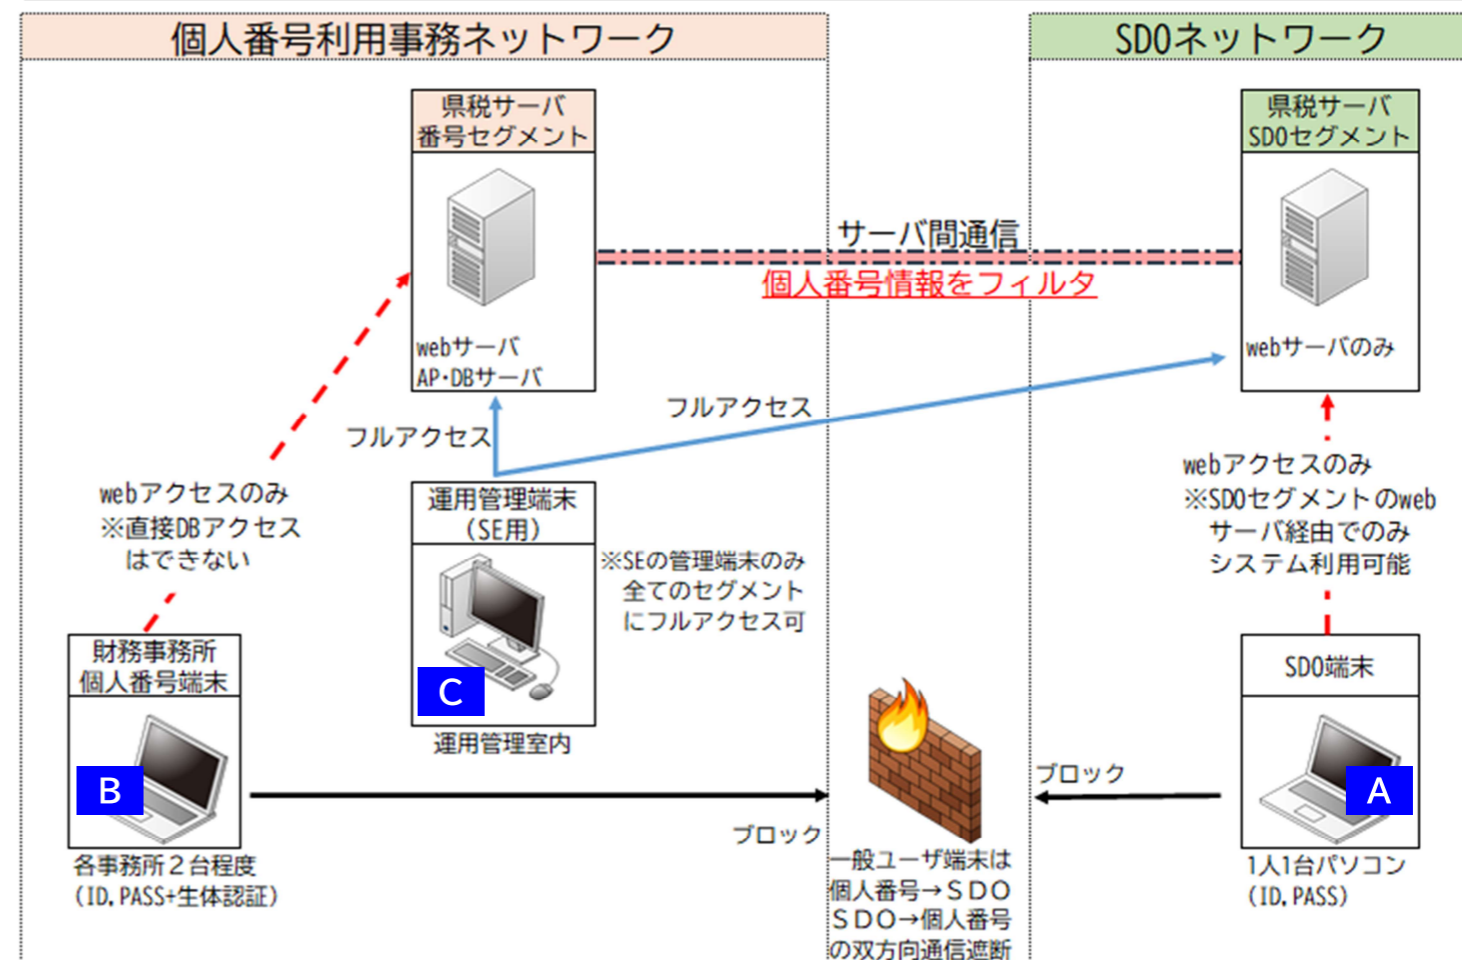 個人番号利用事務ネットワーク
SDOネットワーク
県税サーバ
番号セグメント
webサーバ
AP・DBサーバ
県税サーバ
SDOセグメント
webサーバのみ
サーバ間通信
個人番号情報をフィルタ
フルアクセス
フルアクセス
webアクセスのみ
※直接DBアクセス
はできない
運用管理端末
(SE用)
※SEの管理端末のみ
全てのセグメント
にフルアクセス可
C
運用管理室内
webアクセスのみ
※SDOセグメントのweb
サーバ経由でのみ
システム利用可能
財務事務所
個人番号端末
B
各事務所2台程度
(ID,PASS+生体認証)
ブロック
一般ユーザ端末は
個人番号→SDO
SDO→個人番号
の双方向通信遮断
ブロック
SDO端末
A
1人1台パソコン
(ID,PASS)